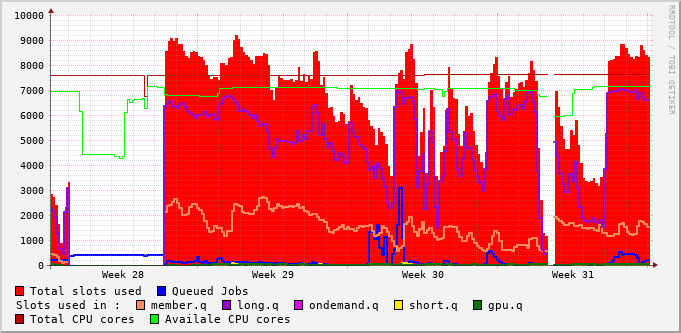 10000
9000
8000
7000
6000
5000
4000
3000
2000
1000
0
Week 28 Week 29 Week 30 Week 31
RRDTOOL / TOBI OETIKER
Total slots used Queued Jobs
Slots used in : member.q long.q ondemand.q short.q gpu.q
Total CPU cores Availale CPU cores